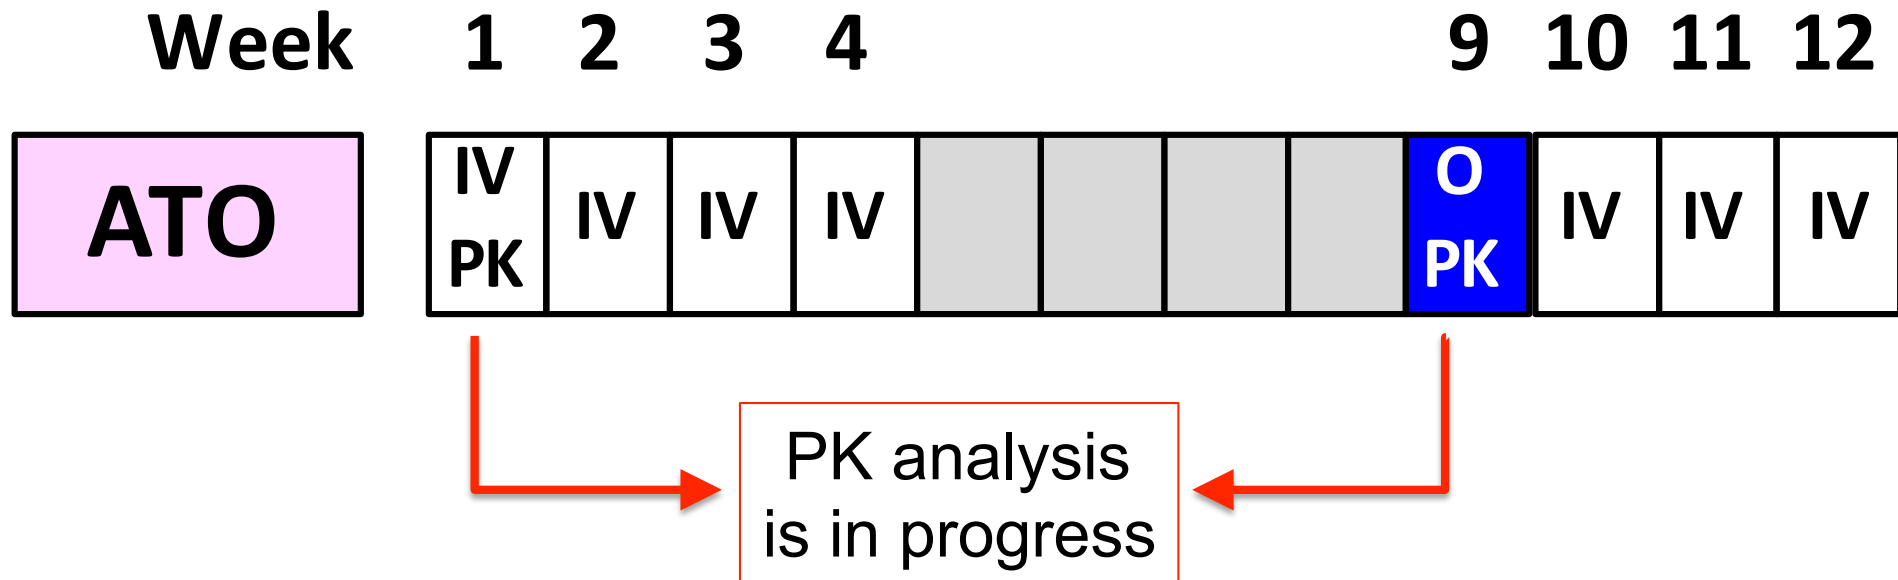 Week 1 2 3 4 9 10 11 12
ATO
IV
PK
IV
IV
IV
O
PK
IV
IV
IV
PK analysis
is in progress